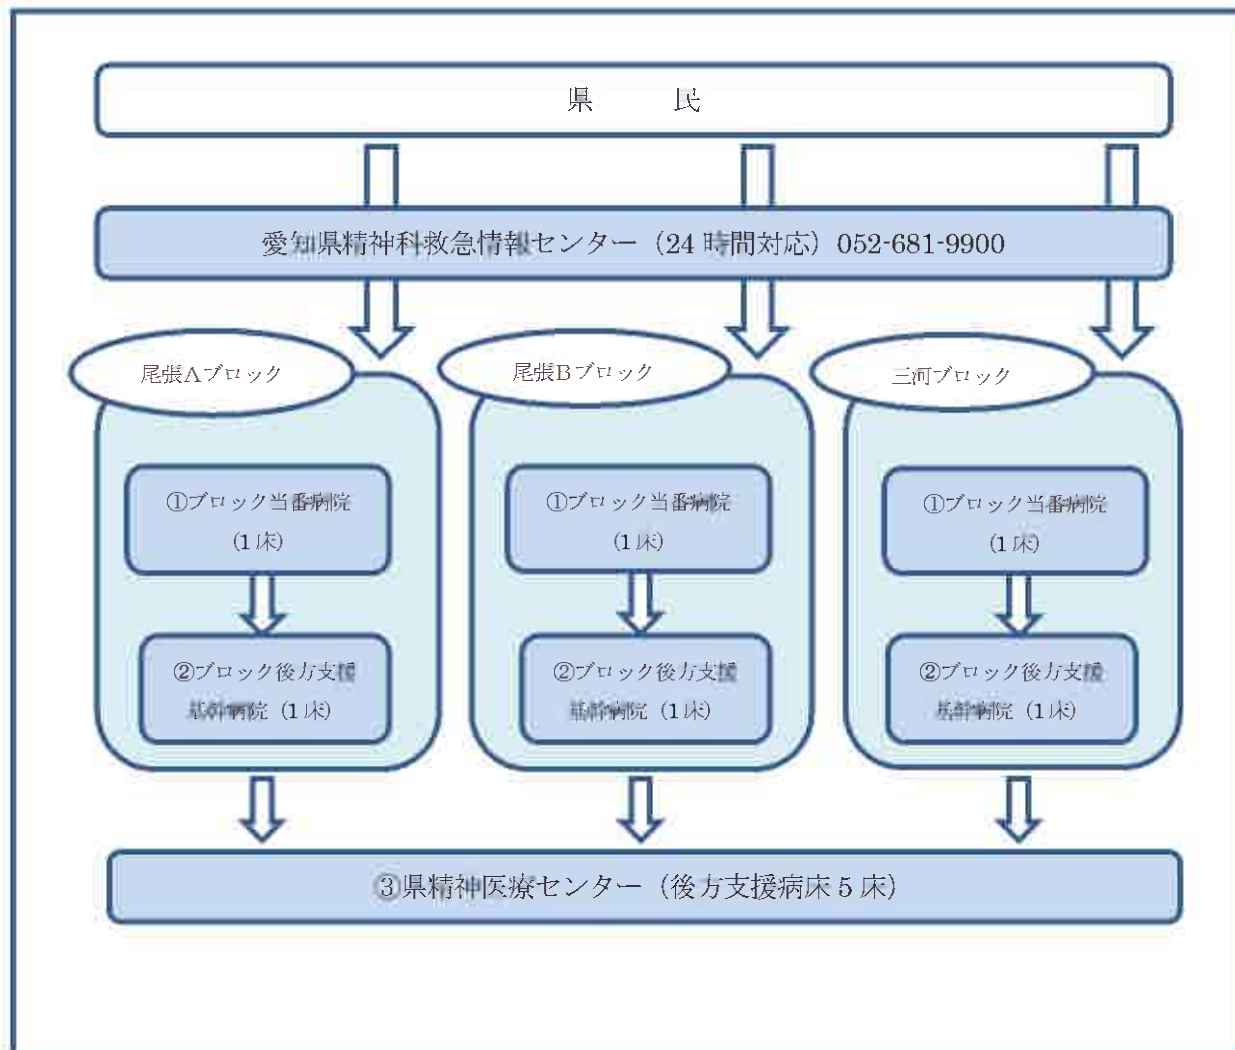 県　　民
愛知県精神科救急情報センター（24 時間対応）052-681-9900
尾張Aブロック
尾張Bブロック
三河ブロック
①ブロック当番病院
(1 床)
②ブロック後方支援
基幹病院（1 床）
①ブロック当番病院
(1 床)
②ブロック後方支援
基幹病院（1 床）
①ブロック当番病院
(1 床)
②ブロック後方支援
基幹病院（1 床）
③県精神医療センター（後方支援病床 5 床）